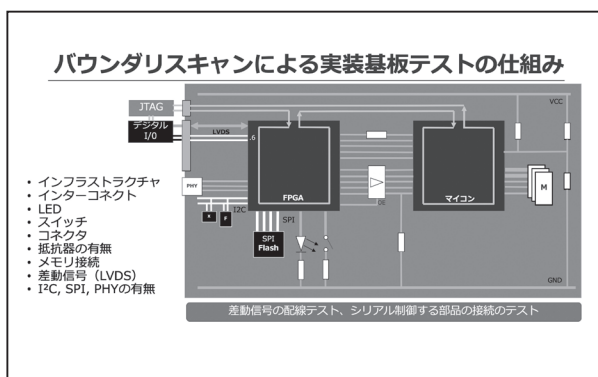 バウンダリスキャンによる実装基板テストの仕組み
JTAG
デジタル
I/O
LVDS
.6
VCC
PHY
FPGA
マイコン
M
I2C
SPI
SPI
Flash
GND
・インフラストラクチャ
・インターコネクト
・LED
・スイッチ
・コネクタ
・抵抗器の有無
・メモリ接続
・差動信号（LVDS）
・I²C, SPI, PHYの有無
差動信号の配線テスト、シリアル制御する部品の接続のテスト